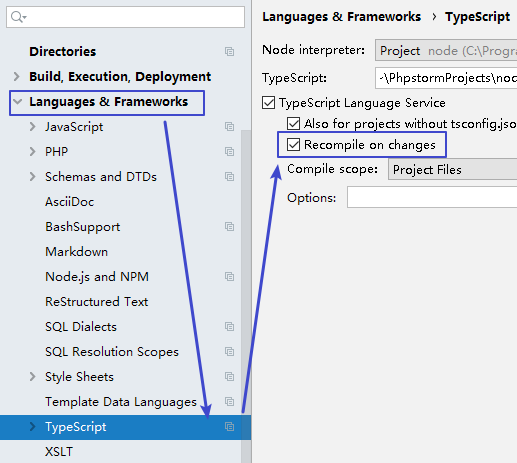 Directories
Build, Execution, Deployment
Languages & Frameworks
JavaScript
PHP
Schemas and DTDs
AsciiDoc
BashSupport
Markdown
Node.js and NPM
ReStructured Text
SQL Dialects
SQL Resolution Scopes
Style Sheets
Template Data Languages
TypeScript
XSLT
Languages & Frameworks › TypeScript
Node interpreter: Project node (C:\Progra
TypeScript: ~\PhpstormProjects\noc
TypeScript Language Service
Also for projects without tsconfig.jso
Recompile on changes
Compile scope: Project Files
Options: